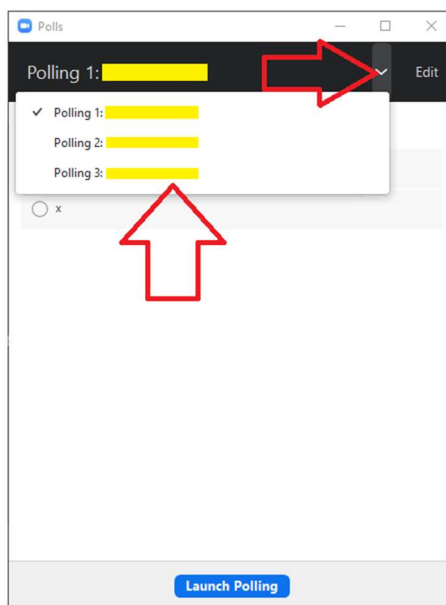 Polls
Polling 1: Edit
Polling 1:
Polling 2:
Polling 3:
x
Launch Polling